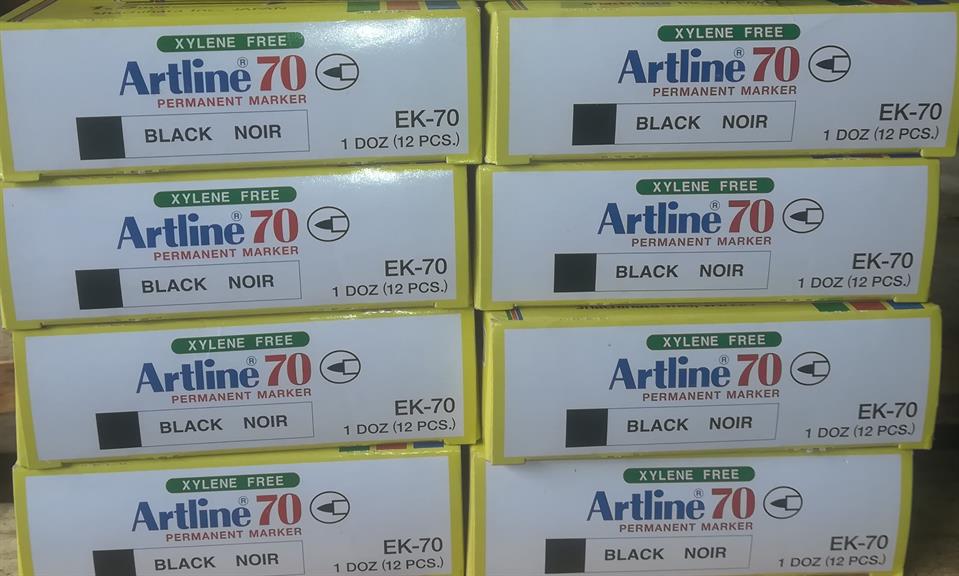 Shachihata Inc., JAPAN
XYLENE FREE
Artline® 70
PERMANENT MARKER
BLACK NOIR
EK-70
1 DOZ (12 PCS.)
XYLENE FREE
Artline® 70
PERMANENT MARKER
BLACK NOIR
EK-70
1 DOZ (12 PCS.)
XYLENE FREE
Artline® 70
PERMANENT MARKER
BLACK NOIR
EK-70
1 DOZ (12 PCS.)
XYLENE FREE
Artline® 70
PERMANENT MARKER
BLACK NOIR
EK-70
1 DOZ (12 PCS.)
XYLENE FREE
Artline® 70
PERMANENT MARKER
BLACK NOIR
EK-70
1 DOZ (12 PCS.)
XYLENE FREE
Artline® 70
PERMANENT MARKER
BLACK NOIR
EK-70
1 DOZ (12 PCS.)
XYLENE FREE
Artline® 70
PERMANENT MARKER
BLACK NOIR
EK-70
1 DOZ (12 PCS.)
XYLENE FREE
Artline® 70
PERMANENT MARKER
BLACK NOIR
EK-70
1 DOZ (12 PCS.)